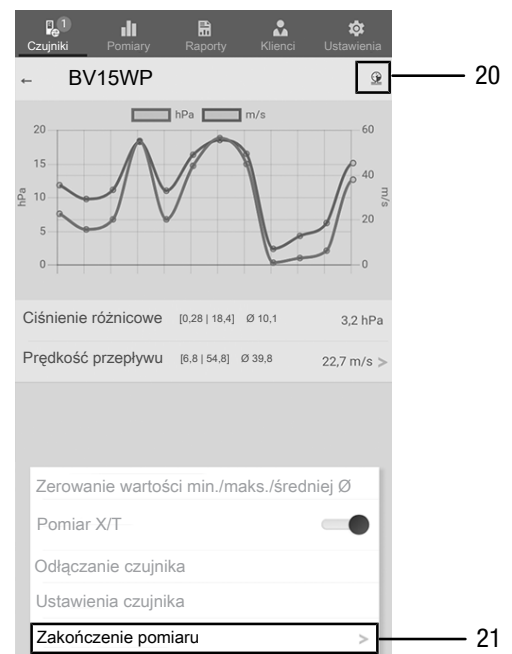 1
Czujniki Pomiary Raporty Klienci Ustawienia
← BV15WP 20
hPa m/s
20 60
15
40
10
hPa m/s
20
5
0 0
Ciśnienie różnicowe [0,28 | 18,4] Ø 10,1 3,2 hPa
Prędkość przepływu [6,8 | 54,8] Ø 39,8 22,7 m/s >
Zerowanie wartości min./maks./średniej Ø
Pomiar X/T
Odłączanie czujnika
Ustawienia czujnika
Zakończenie pomiaru > 21